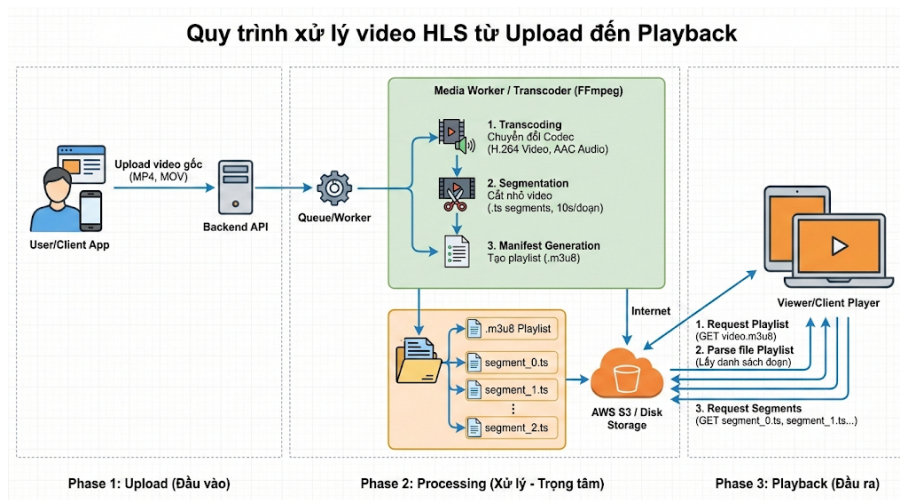 Quy trình xử lý video HLS từ Upload đến Playback
Upload video gốc
(MP4, MOV)
User/Client App
Backend API
Queue/Worker
Media Worker / Transcoder (FFmpeg)
1. Transcoding
Chuyển đổi Codec
(H.264 Video, AAC Audio)
2. Segmentation
Cắt nhỏ video
(.ts segments, 10s/đoạn)
3. Manifest Generation
Tạo playlist (.m3u8)
.m3u8 Playlist
segment_0.ts
segment_1.ts
segment_2.ts
Internet
AWS S3 / Disk
Storage
Viewer/Client Player
1. Request Playlist
(GET video.m3u8)
2. Parse file Playlist
(Lấy danh sách đoạn)
3. Request Segments
(GET segment_0.ts, segment_1.ts...)
Phase 1: Upload (Đầu vào)
Phase 2: Processing (Xử lý - Trọng tâm)
Phase 3: Playback (Đầu ra)